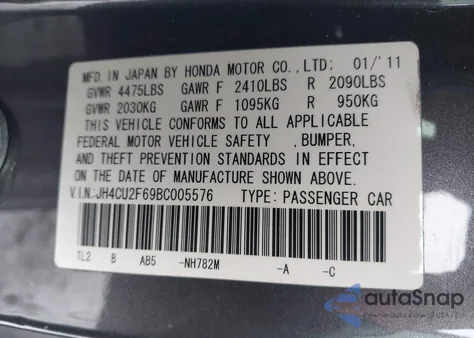 MFD. IN JAPAN BY HONDA MOTOR CO., LTD: 01/'11
GVWR 4475LBS GAWR F 2410LBS R 2090LBS
GVWR 2030KG GAWR F 1095KG R 950KG
THIS VEHICLE CONFORMS TO ALL APPLICABLE
FEDERAL MOTOR VEHICLE SAFETY ,BUMPER,
AND THEFT PREVENTION STANDARDS IN EFFECT
ON THE DATE OF MANUFACTURE SHOWN ABOVE.
V.I.N.:JH4CU2F69BC005576 TYPE: PASSENGER CAR
TL2 B AB5 -NH782M -A -C
autoSnap